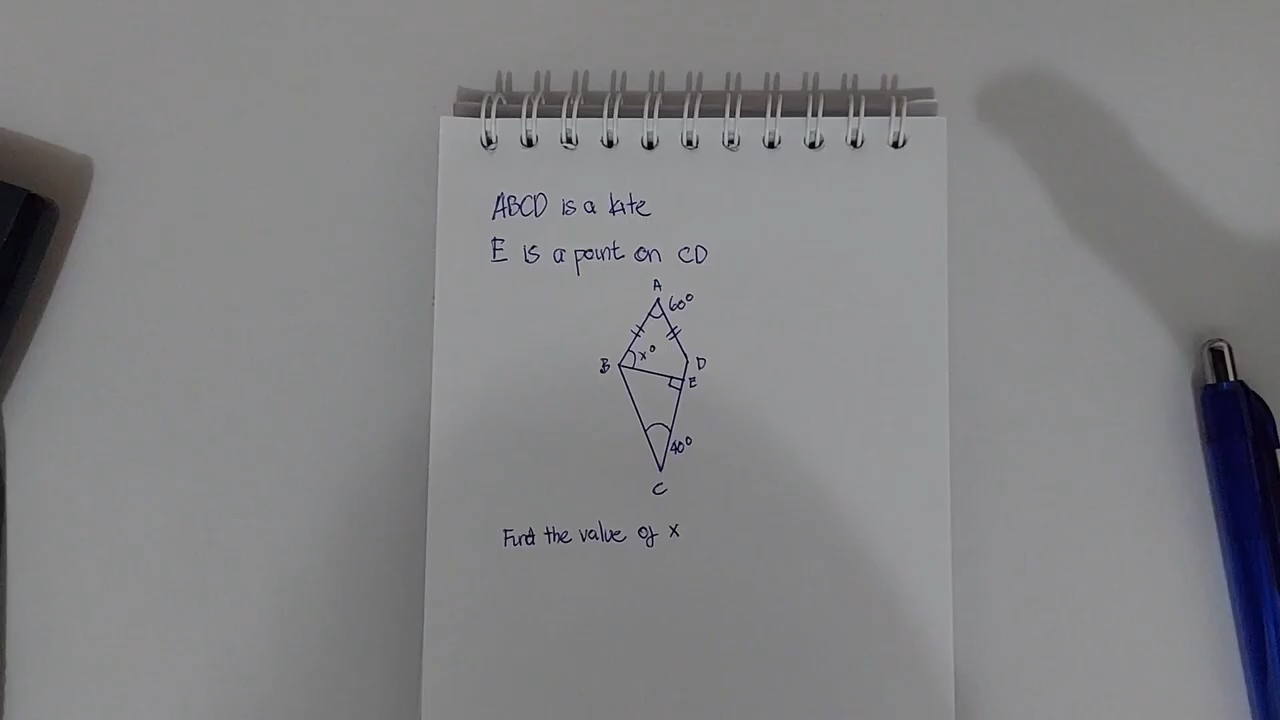 ABCD is a kite
E is a point on CD
A
60°
B
x°
D
E
40°
C
Find the value of x